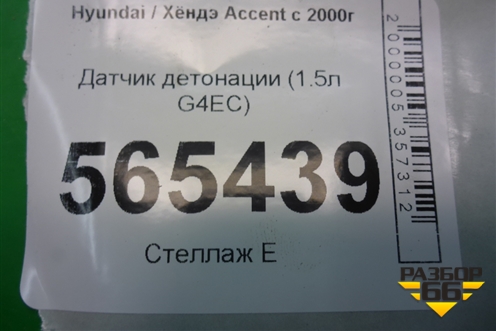 Hyundai / Хёндэ Accent с 2000г
Датчик детонации (1.5л
G4EC)
565439
Стеллаж Е
2000005357312
РАЗБОР
66